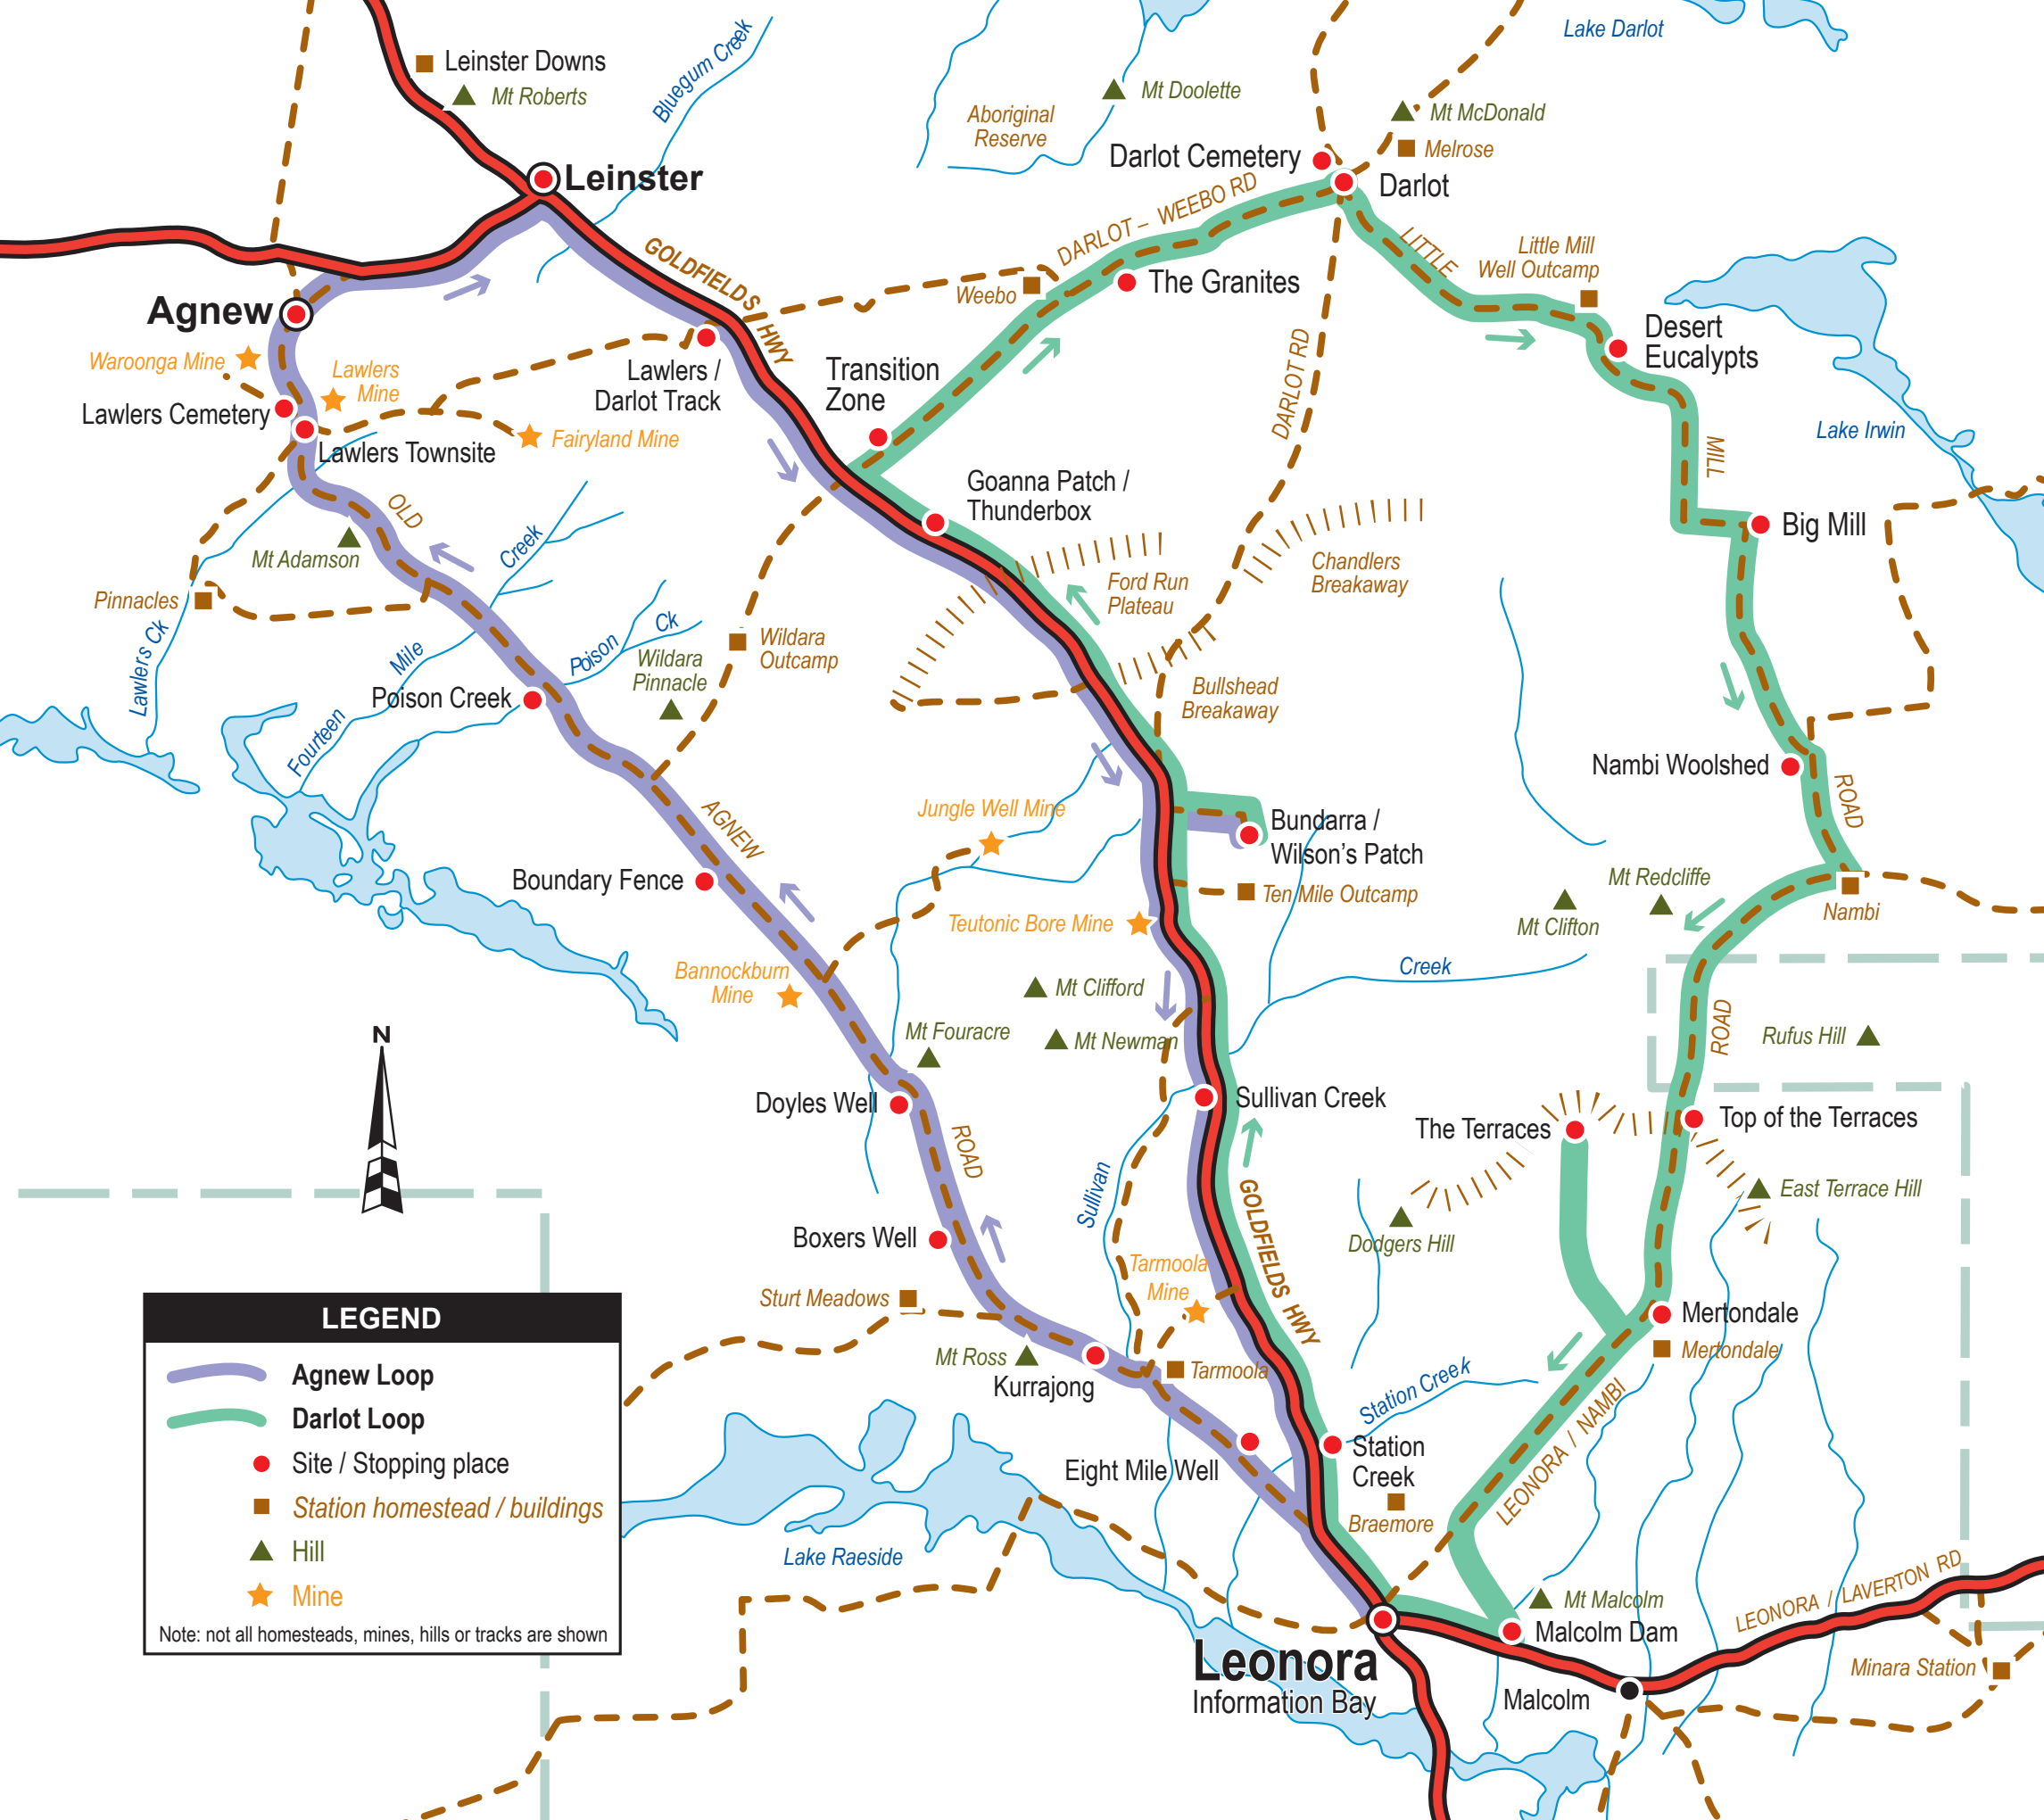 Lake Darlot
Leinster Downs
Mt Roberts
Bluegum Creek
Mt Doolette
Aboriginal
Reserve
Mt McDonald
Melrose
Darlot Cemetery
Darlot
Leinster
DARLOT – WEEBO RD
GOLDFIELDS HWY
LITTLE
Little Mill
Well Outcamp
Weebo
The Granites
Agnew
Desert
Eucalypts
Waroonga Mine
Lawlers
Mine
Lawlers /
Darlot Track
Transition
Zone
DARLOT RD
Lawlers Cemetery
Fairyland Mine
Lawlers Townsite
Lake Irwin
MILL
OLD
Goanna Patch /
Thunderbox
Big Mill
Mt Adamson
Creek
Chandlers
Breakaway
Ford Run
Plateau
Pinnacles
Lawlers Ck
Mile
Poison
Ck
Wildara
Outcamp
Wildara
Pinnacle
Poison Creek
Bullshead
Breakaway
Fourteen
Nambi Woolshed
ROAD
Jungle Well Mine
AGNEW
Bundarra /
Wilson's Patch
Boundary Fence
Ten Mile Outcamp
Mt Redcliffe
Nambi
Mt Clifton
Teutonic Bore Mine
Bannockburn
Mine
Creek
Mt Clifford
N
Mt Fouracre
Mt Newman
ROAD
Rufus Hill
Doyles Well
Sullivan Creek
The Terraces
Top of the Terraces
ROAD
Sullivan
GOLDFIELDS HWY
East Terrace Hill
Boxers Well
Dodgers Hill
Tarmoola
Mine
Sturt Meadows
Mertondale
Mertondale
LEGEND
Agnew Loop
Darlot Loop
Site / Stopping place
Station homestead / buildings
Hill
Mine
Note: not all homesteads, mines, hills or tracks are shown
Mt Ross
Kurrajong
Tarmoola
Station Creek
LEONORA / NAMBI
Eight Mile Well
Station
Creek
Braemore
Lake Raeside
LEONORA / LAVERTON RD
Mt Malcolm
Malcolm Dam
Leonora
Information Bay
Minara Station
Malcolm